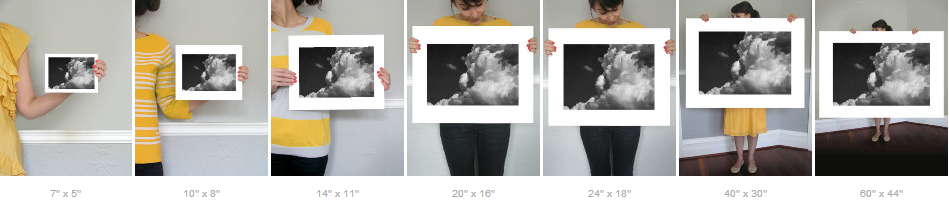 7" x 5"
10" x 8"
14" x 11"
20" x 16"
24" x 18"
40" x 30"
60" x 44"